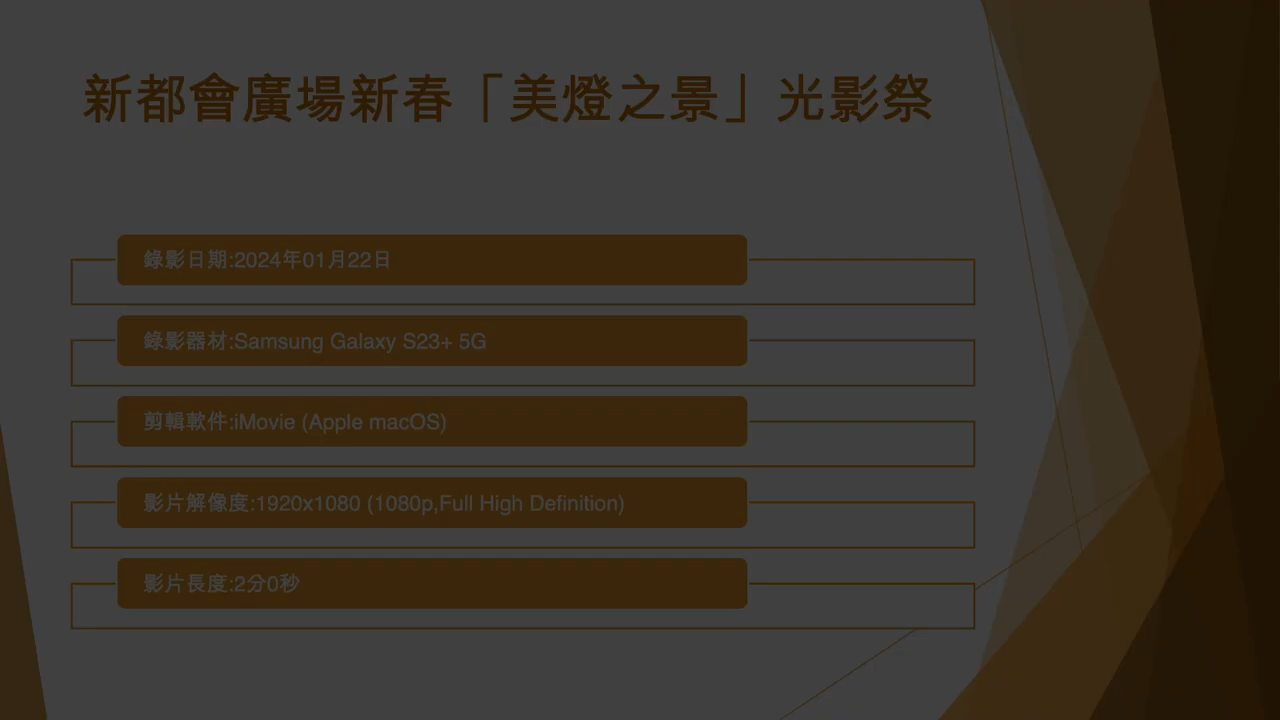 新都會廣場新春「美燈之景」光影祭
錄影日期:2024年01月22日
錄影器材:Samsung Galaxy S23+ 5G
剪輯軟件:iMovie (Apple macOS)
影片解像度:1920x1080 (1080p,Full High Definition)
影片長度:2分0秒